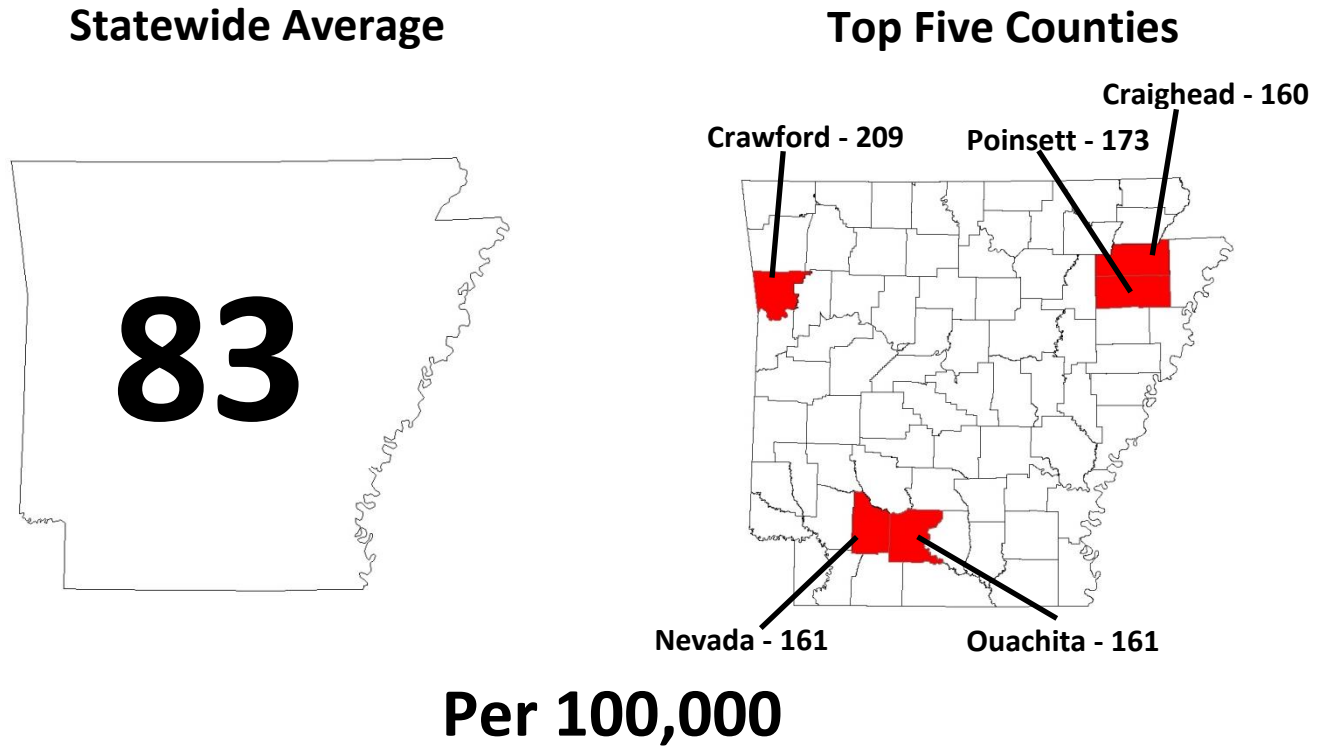 Statewide Average
Top Five Counties
Craighead - 160
Crawford - 209
Poinsett - 173
83
Nevada - 161
Ouachita - 161
Per 100,000